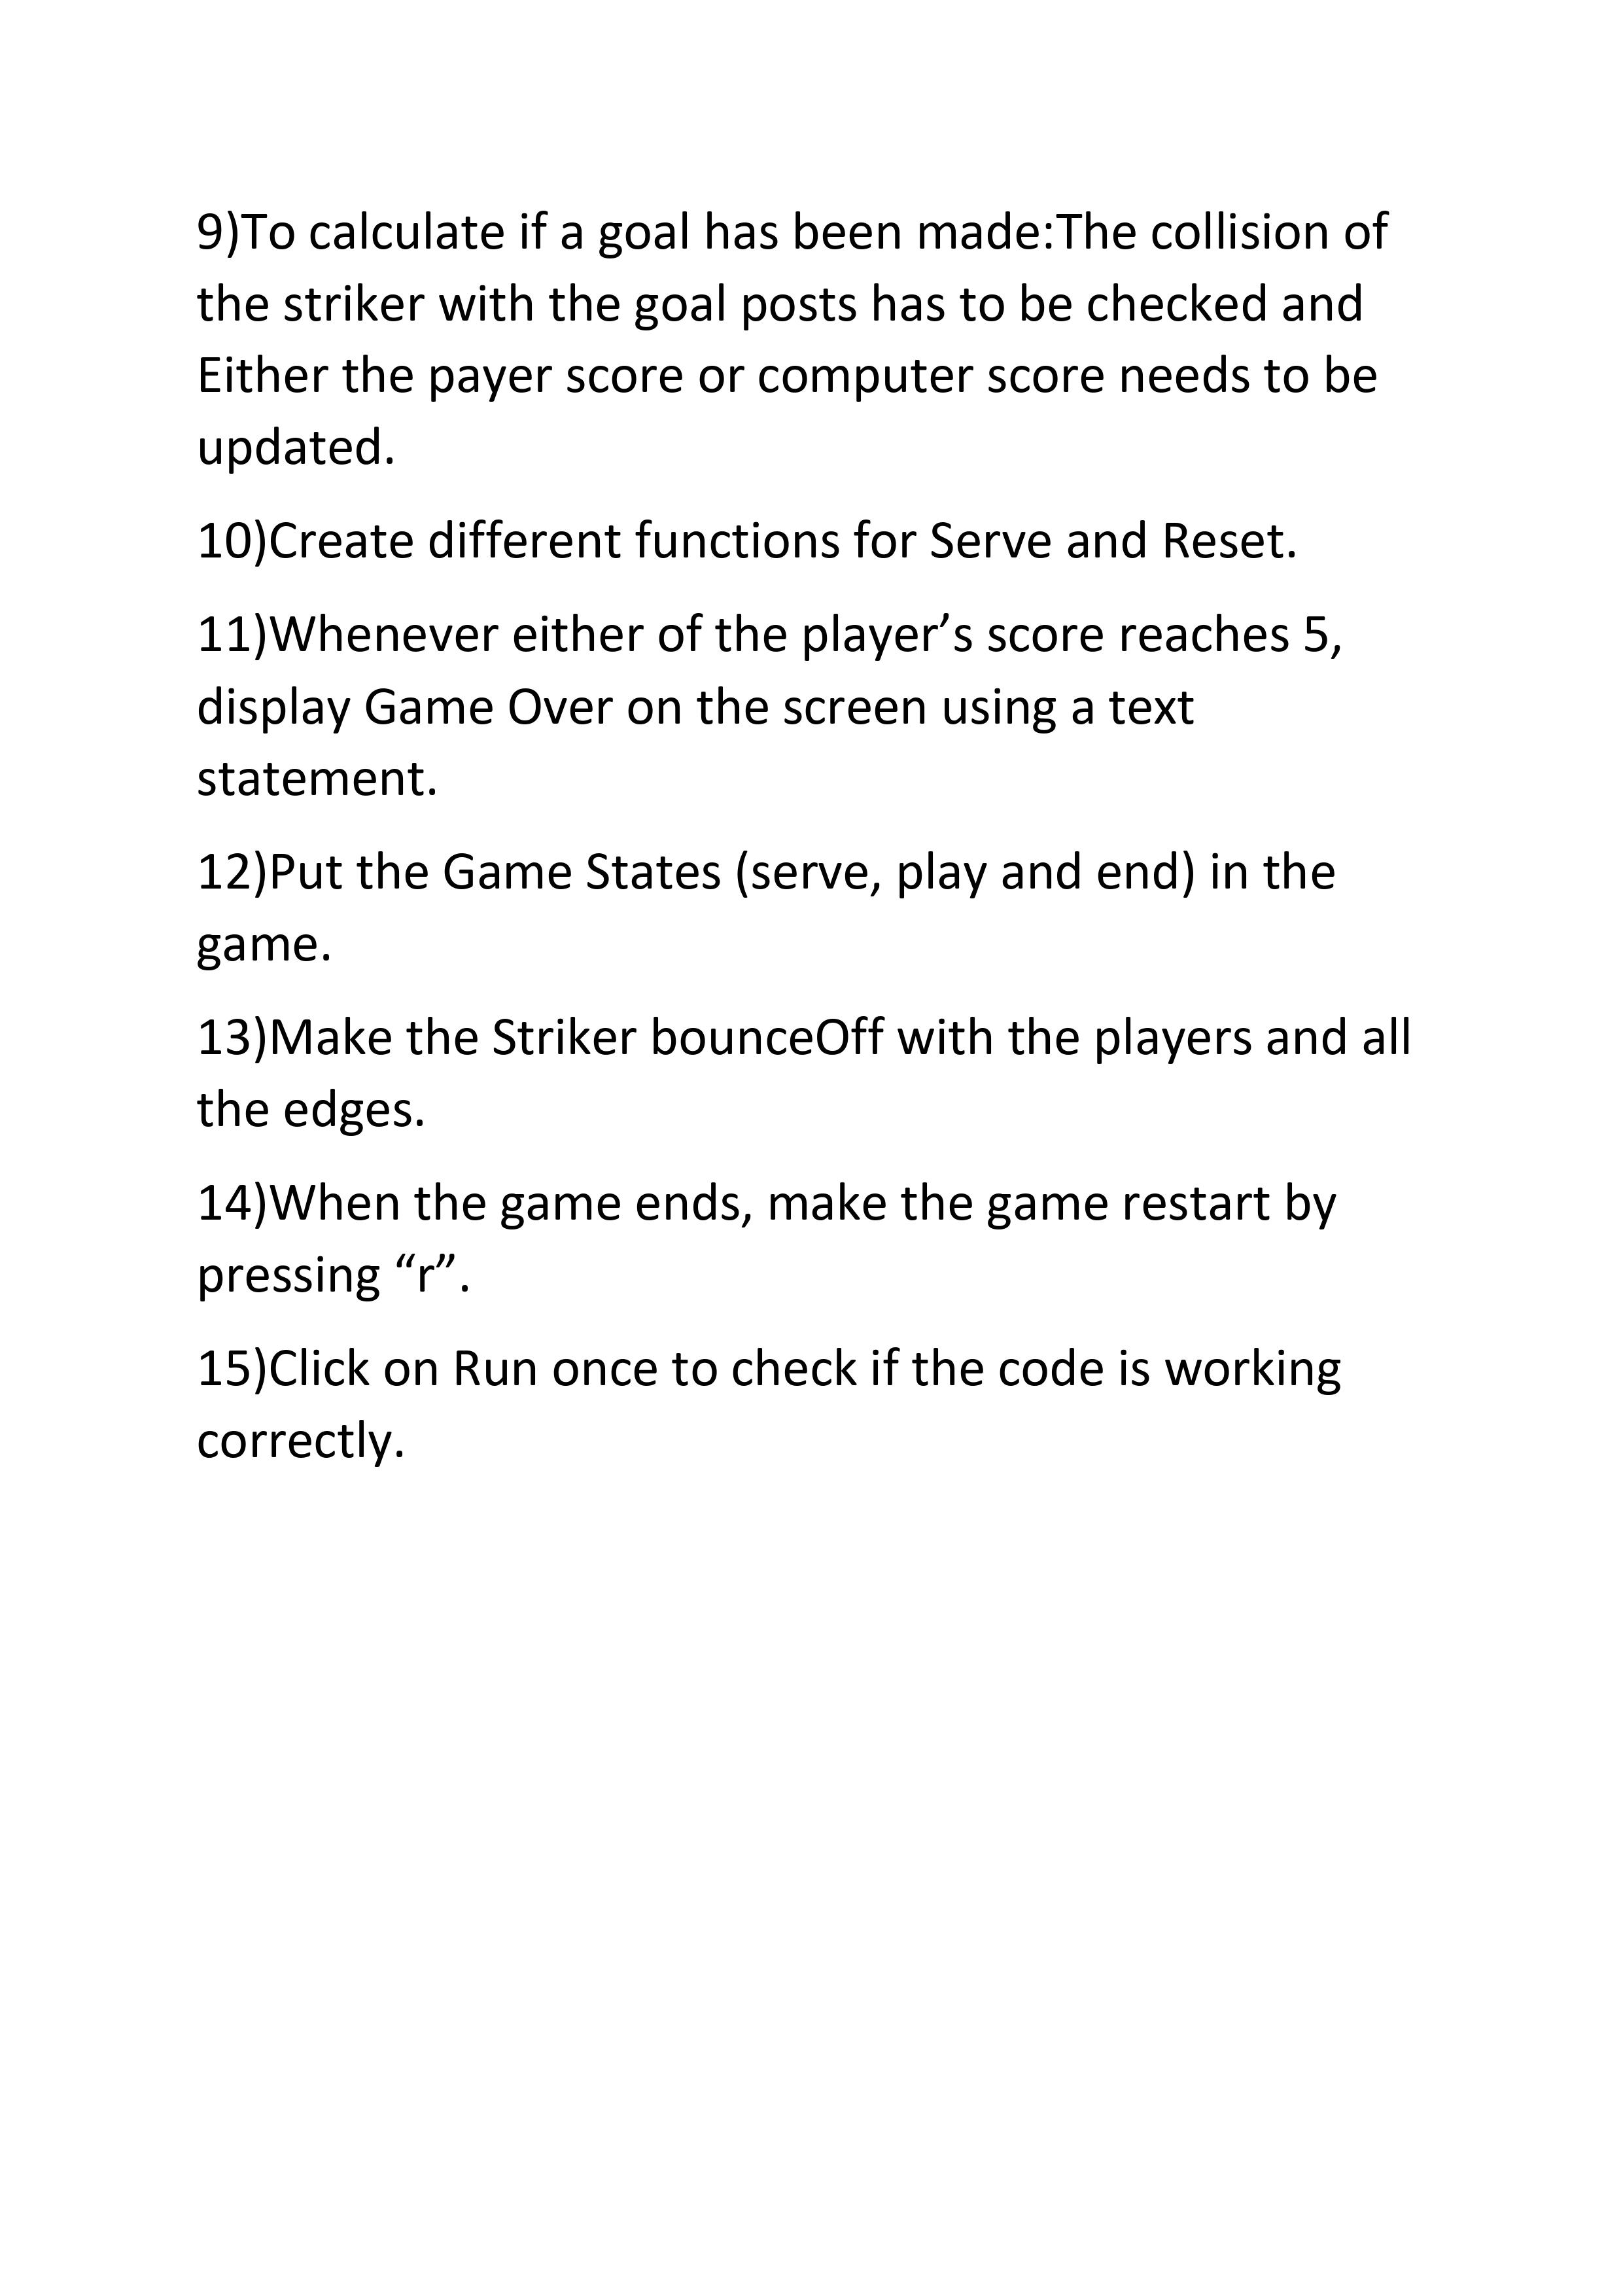 9)To calculate if a goal has been made:The collision of
the striker with the goal posts has to be checked and
Either the payer score or computer score needs to be
updated.
10)Create different functions for Serve and Reset.
11)Whenever either of the player’s score reaches 5,
display Game Over on the screen using a text
statement.
12)Put the Game States (serve, play and end) in the
game.
13)Make the Striker bounceOff with the players and all
the edges.
14)When the game ends, make the game restart by
pressing “r”.
15)Click on Run once to check if the code is working
correctly.